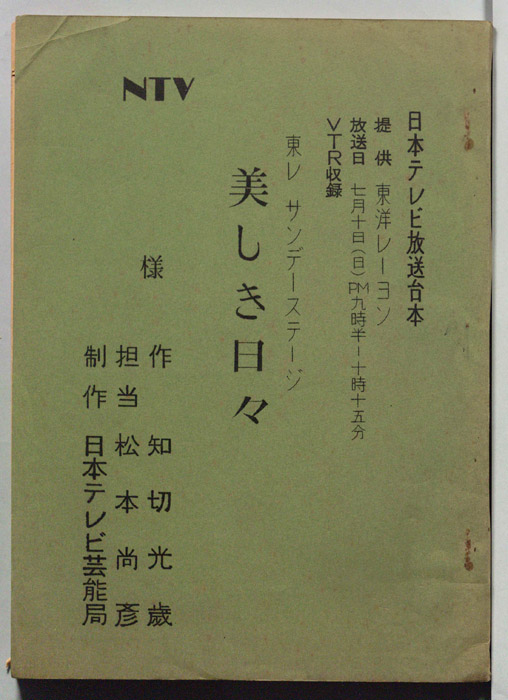 NTV
日本テレビ放送台本
提供 東洋レーヨン
放送日 七月十日(日)PM九時半ー十時十五分
VTR収録
東レ サンデーステージ
美しき日々
様
作 知切光歳
担当 松本尚彦
制作 日本テレビ芸能局